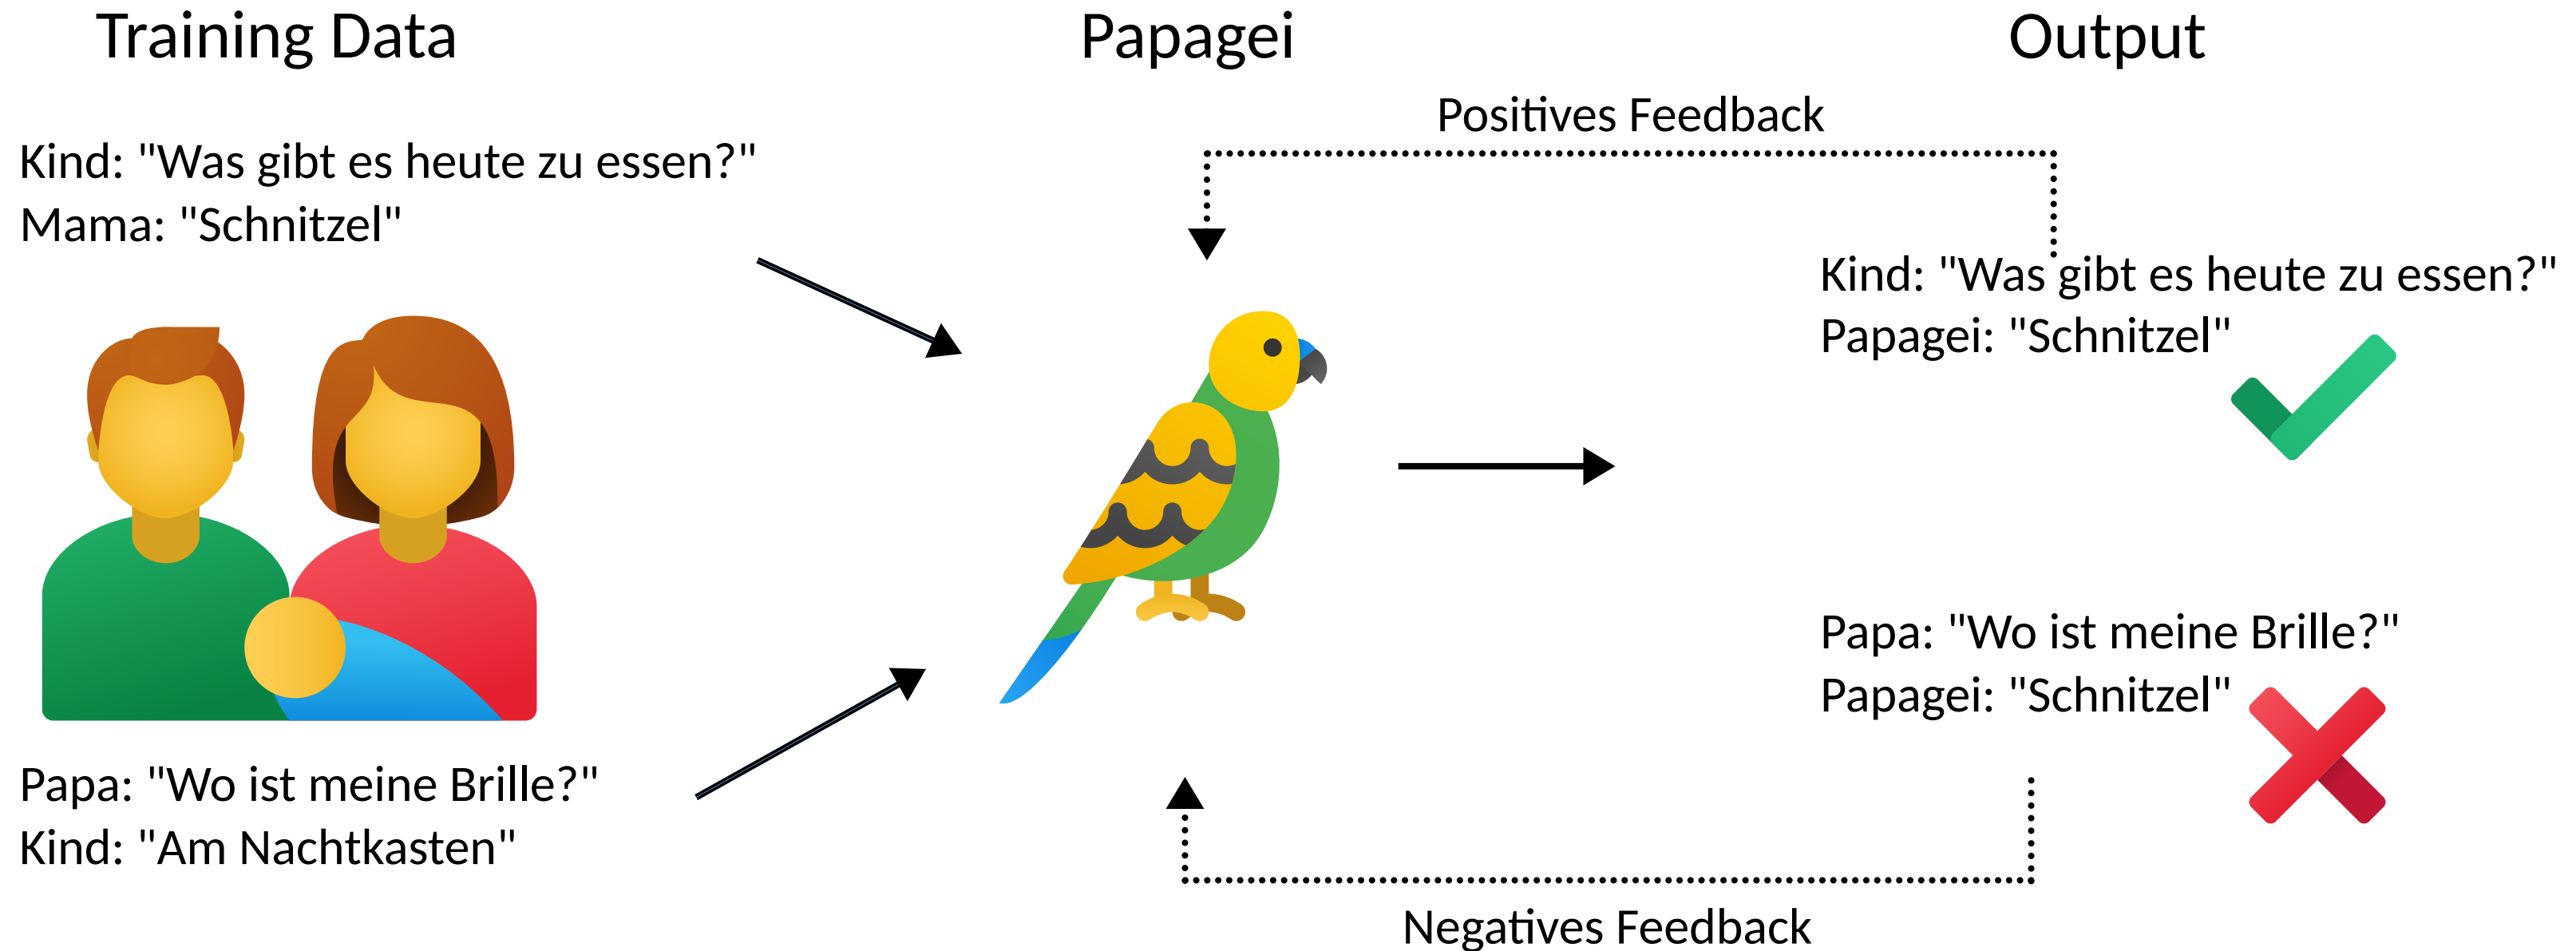 Training Data
Papagei
Output
Positives Feedback
Kind: "Was gibt es heute zu essen?"
Mama: "Schnitzel"
Kind: "Was gibt es heute zu essen?"
Papagei: "Schnitzel"
Papa: "Wo ist meine Brille?"
Papagei: "Schnitzel"
Papa: "Wo ist meine Brille?"
Kind: "Am Nachtkasten"
Negatives Feedback